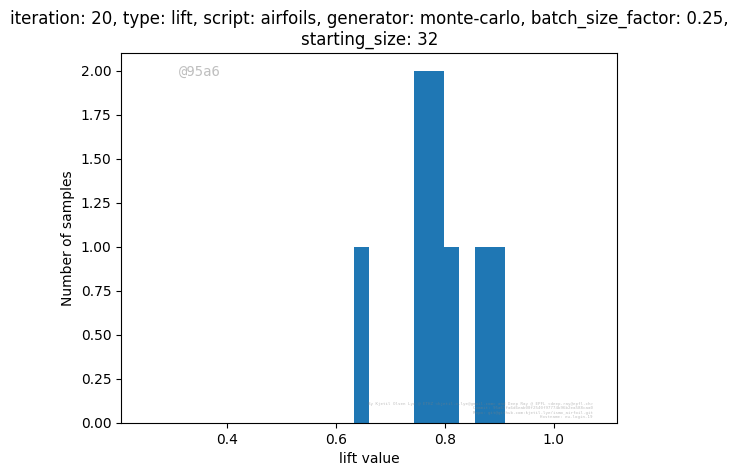 iteration: 20, type: lift, script: airfoils, generator: monte-carlo, batch_size_factor: 0.25,
starting_size: 32
@95a6
2.00
1.75
1.50
1.25
1.00
0.75
0.50
0.25
0.00
Number of samples
0.4
0.6
0.8
1.0
lift value